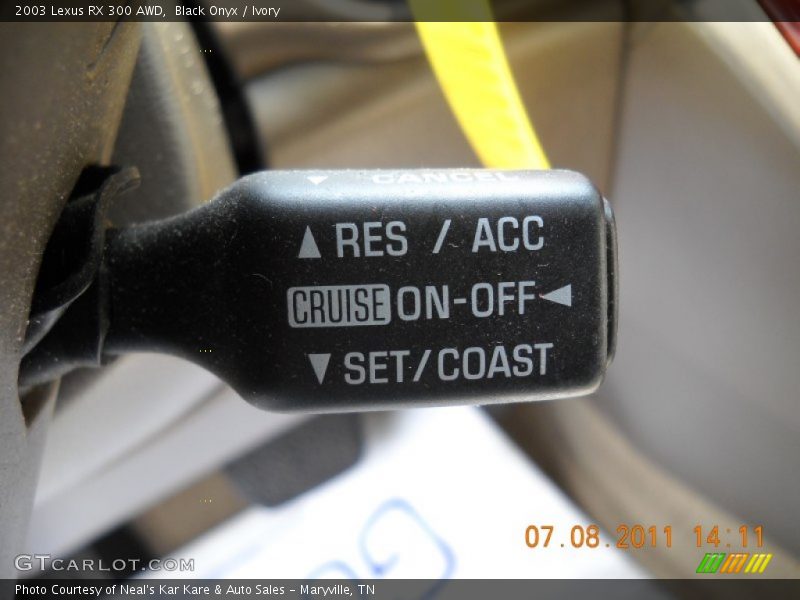 2003 Lexus RX 300 AWD, Black Onyx / Ivory
CANCEL
RES / ACC
CRUISE ON-OFF
SET/COAST
07.08.2011 14:11
GTCARLOT.COM
Photo Courtesy of Neal's Kar Kare & Auto Sales - Maryville, TN